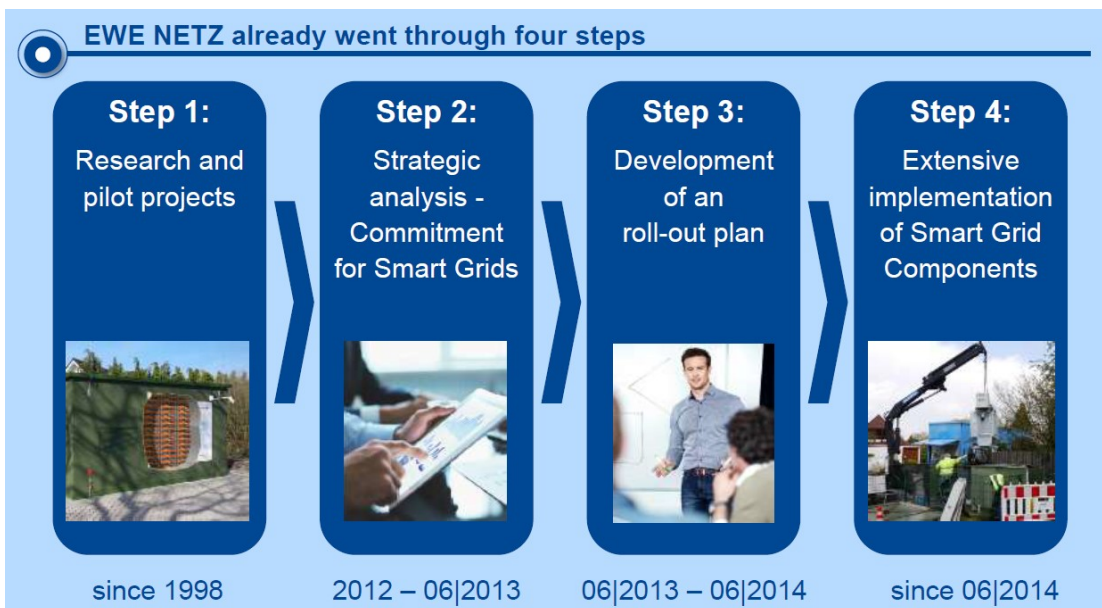 EWE NETZ already went through four steps
Step 1:
Research and
pilot projects
since 1998
Step 2:
Strategic
analysis -
Commitment
for Smart Grids
2012 – 06|2013
Step 3:
Development
of an
roll-out plan
06|2013 – 06|2014
Step 4:
Extensive
implementation
of Smart Grid
Components
since 06|2014